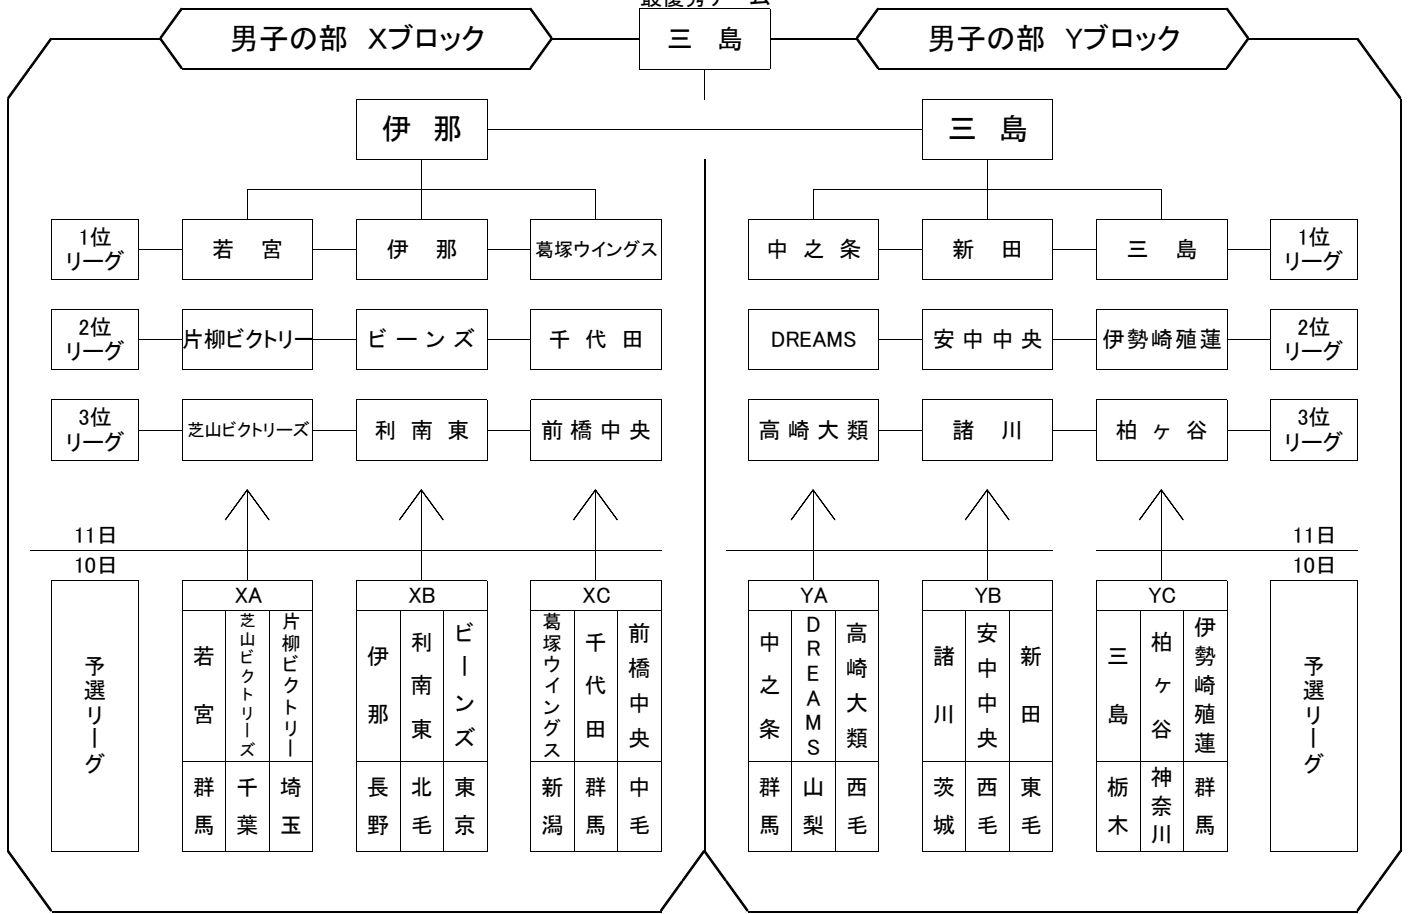 最優秀チーム
男子の部 Xブロック
三島
男子の部 Yブロック
伊那
三島
1位
リーグ
若宮
伊那
葛塚ウイングス
中之条
新田
三島
1位
リーグ
2位
リーグ
片柳ビクトリー
ビーンズ
千代田
DREAMS
安中中央
伊勢崎殖蓮
2位
リーグ
3位
リーグ
芝山ビクトリーズ
利南東
前橋中央
高崎大類
諸川
柏ヶ谷
3位
リーグ
11日
11日
10日
10日
予選リーグ
XA
若宮
芝山ビクトリーズ
片柳ビクトリー
群馬
千葉
埼玉
XB
伊那
利南東
ビーンズ
長野
北毛
東京
XC
葛塚ウイングス
千代田
前橋中央
新潟
群馬
中毛
YA
中之条
DREAMS
高崎大類
群馬
山梨
西毛
YB
諸川
安中中央
新田
茨城
西毛
東毛
YC
三島
柏ヶ谷
伊勢崎殖蓮
栃木
神奈川
群馬
予選リーグ